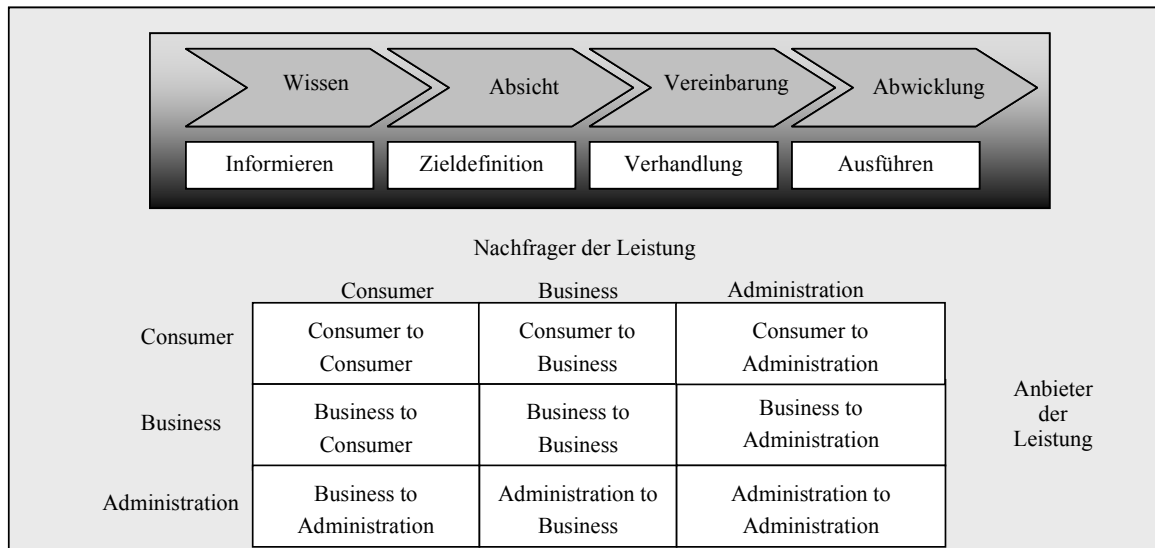 Wissen
Absicht
Vereinbarung
Abwicklung
Informieren
Zieldefinition
Verhandlung
Ausführen
Nachfrager der Leistung
Consumer
Business
Administration
Consumer
Consumer to
Consumer
Consumer to
Business
Consumer to
Administration
Business
Business to
Consumer
Business to
Business
Business to
Administration
Anbieter
der
Leistung
Administration
Business to
Administration
Administration to
Business
Administration to
Administration